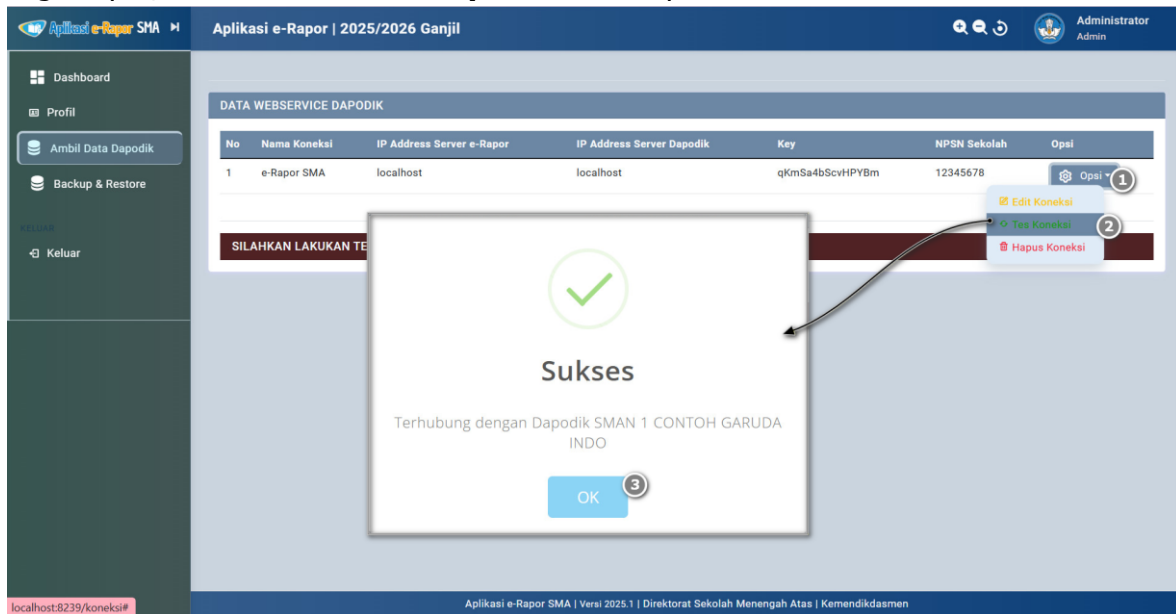 Aplikasi e-Rapor SMA
Aplikasi e-Rapor | 2025/2026 Ganjil
Administrator
Admin
Dashboard
Profil
Ambil Data Dapodik
Backup & Restore
KELUAR
Keluar
DATA WEBSERVICE DAPODIK
No Nama Koneksi IP Address Server e-Rapor IP Address Server Dapodik Key NPSN Sekolah Opsi
1 e-Rapor SMA localhost localhost qKmSa4bScvHPYBm 12345678 Opsi 1
Edit Koneksi
Tes Koneksi 2
Hapus Koneksi
SILAHKAN LAKUKAN TE
Sukses
Terhubung dengan Dapodik SMAN 1 CONTOH GARUDA
INDO
OK 3
localhost:8239/koneksi#
Aplikasi e-Rapor SMA | Versi 2025.1 | Direktorat Sekolah Menengah Atas | Kemendikdasmen